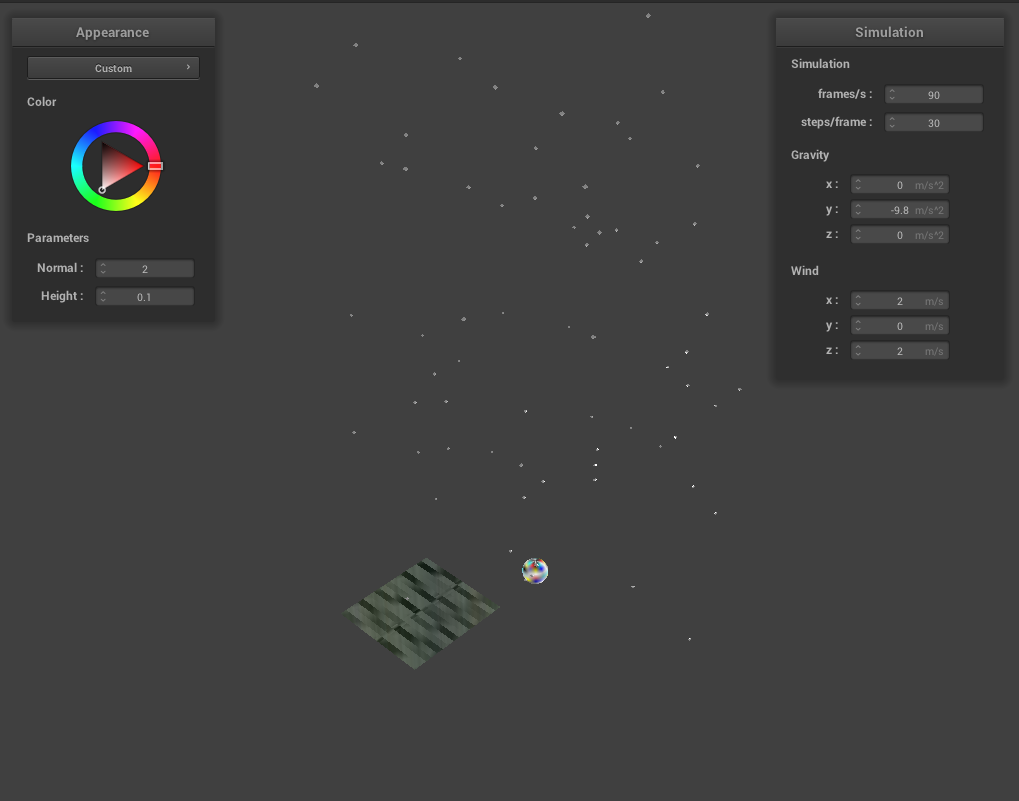 Appearance
Custom ›
Color
Parameters
Normal : 2
Height : 0.1
Simulation
Simulation
frames/s : 90
steps/frame : 30
Gravity
x : 0 m/s^2
y : -9.8 m/s^2
z : 0 m/s^2
Wind
x : 2 m/s
y : 0 m/s
z : 2 m/s